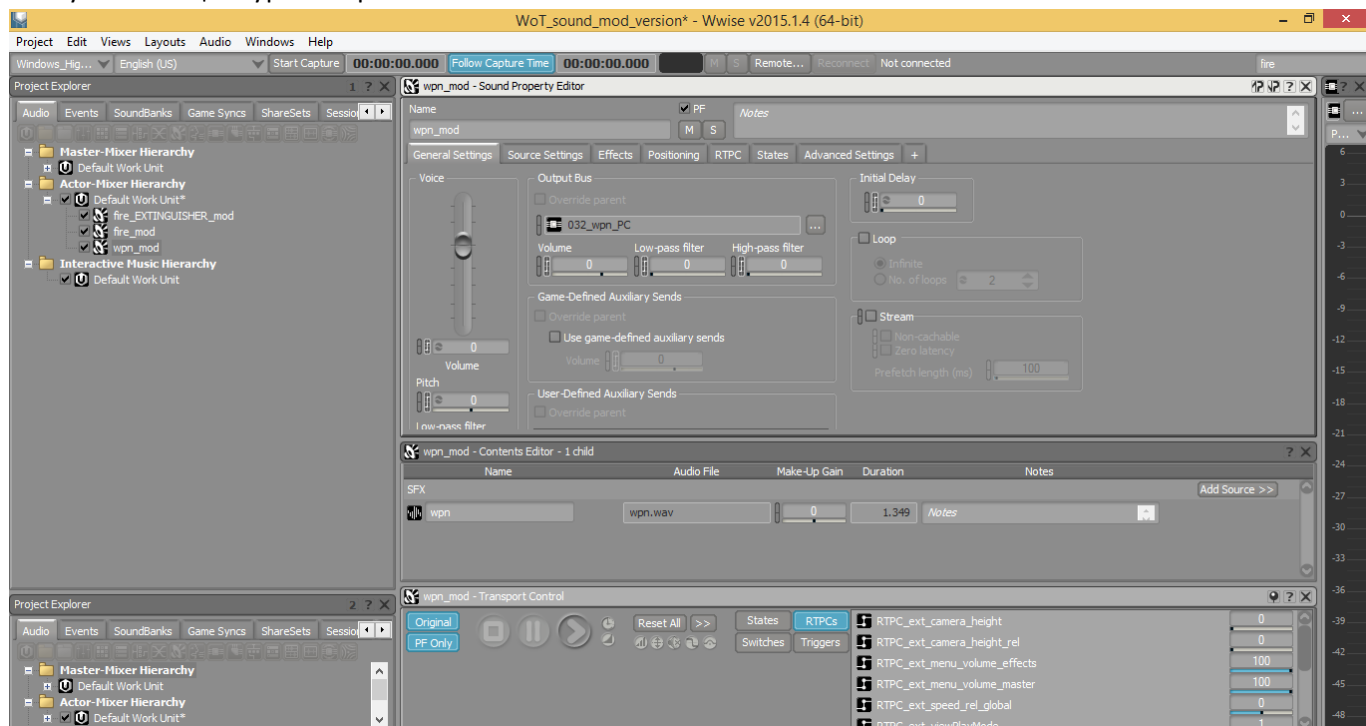 WoT_sound_mod_version* - Wwise v2015.1.4 (64-bit)
Project Edit Views Layouts Audio Windows Help
Windows_Hig... English (US) Start Capture 00:00:00.000 Follow Capture Time 00:00:00.000 M S Remote... Reconnect Not connected fire
Project Explorer 1 ? X
wpn_mod - Sound Property Editor
Audio Events SoundBanks Game Syncs ShareSets Session
Name PF Notes
wpn_mod M S
General Settings Source Settings Effects Positioning RTPC States Advanced Settings +
Master-Mixer Hierarchy
Default Work Unit
Actor-Mixer Hierarchy
Default Work Unit*
fire_EXTINGUISHER_mod
fire_mod
wpn_mod
Interactive Music Hierarchy
Default Work Unit
Voice
0
Volume
Pitch
0
Low-pass filter
Output Bus
Override parent
032_wpn_PC ...
Volume Low-pass filter High-pass filter
0 0 0
Game-Defined Auxiliary Sends
Override parent
Use game-defined auxiliary sends
Volume 0
User-Defined Auxiliary Sends
Override parent
Initial Delay
0
Loop
Infinite
No. of loops 2
Stream
Non-cachable
Zero latency
Prefetch length (ms) 100
wpn_mod - Contents Editor - 1 child ? X
Name Audio File Make-Up Gain Duration Notes
SFX Add Source >>
wpn wpn.wav 0 1.349 Notes
wpn_mod - Transport Control ? X
Original Reset All >> States RTPCs
PF Only Switches Triggers
RTPC_ext_camera_height 0
RTPC_ext_camera_height_rel 0
RTPC_ext_menu_volume_effects 100
RTPC_ext_menu_volume_master 100
RTPC_ext_speed_rel_global 0
RTPC_ext_viewPlayMode 1
Project Explorer 2 ? X
Audio Events SoundBanks Game Syncs ShareSets Session
Master-Mixer Hierarchy
Default Work Unit
Actor-Mixer Hierarchy
Default Work Unit*
? X
...
P...
6
3
0
-3
-6
-9
-12
-15
-18
-21
-24
-27
-30
-33
-36
-39
-42
-45
-48